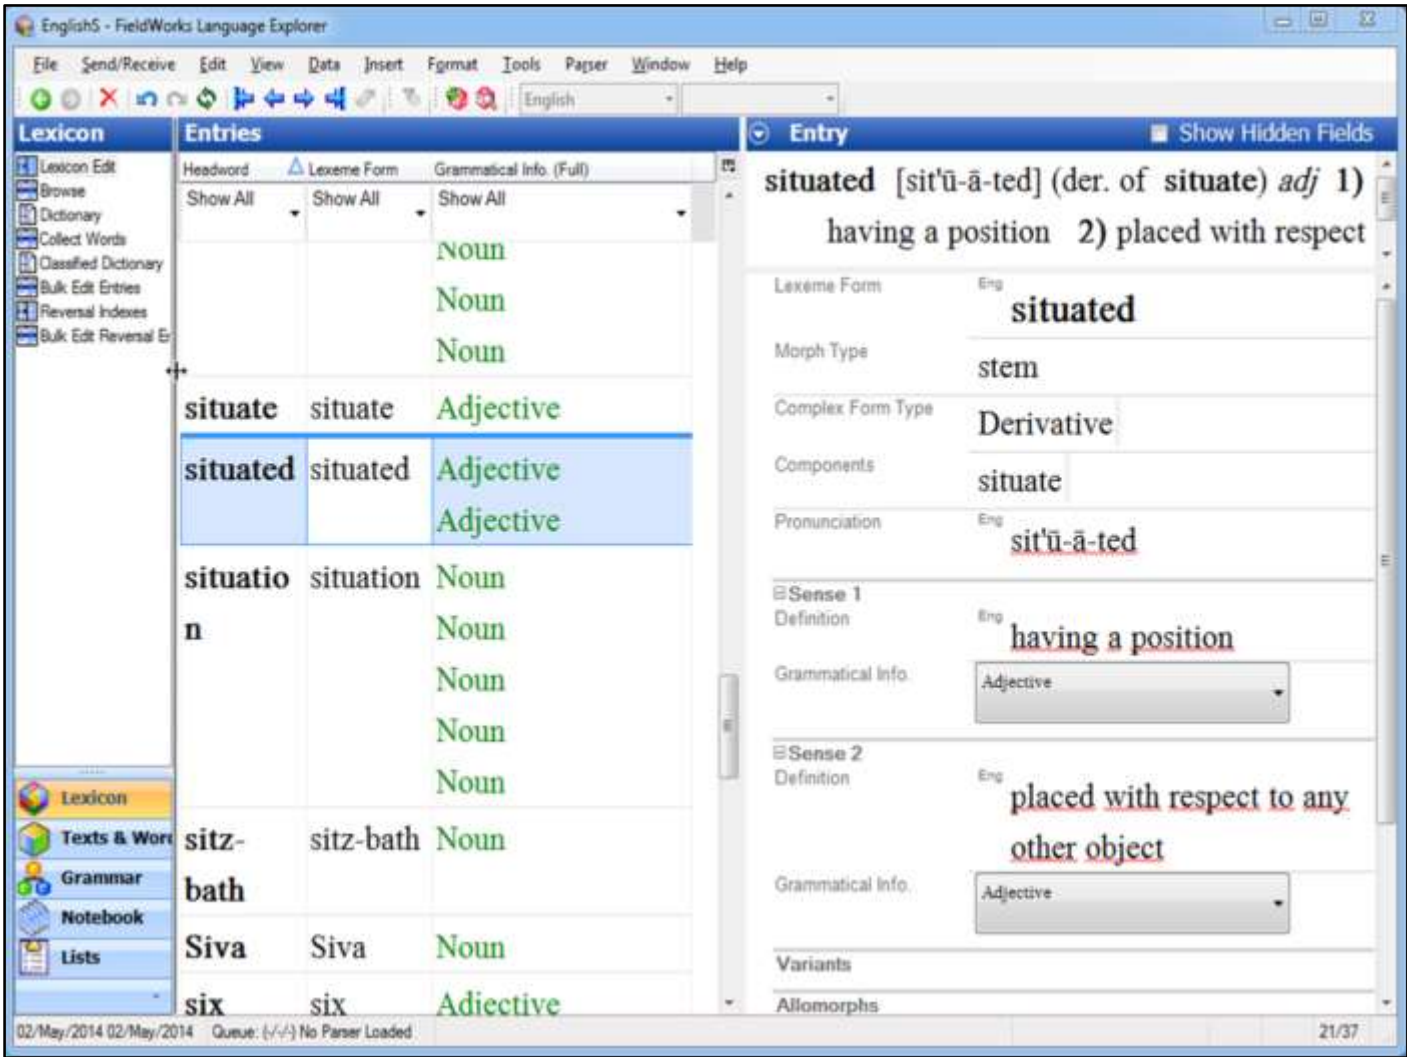 EnglishS - FieldWorks Language Explorer
File Send/Receive Edit View Data Insert Format Tools Parser Window Help
English
Lexicon
Lexicon Edit
Browse
Dictionary
Collect Words
Classified Dictionary
Bulk Edit Entries
Reversal Indexes
Bulk Edit Reversal Er
Lexicon
Texts & Word
Grammar
Notebook
Lists
Entries
Headword Lexeme Form Grammatical Info. (Full)
Show All Show All Show All
Noun
Noun
Noun
situate situate Adjective
situated situated Adjective
Adjective
situatio situation Noun
n Noun
Noun
Noun
Noun
sitz- sitz-bath Noun
bath
Siva Siva Noun
six six Adjective
Entry Show Hidden Fields
situated [sit'ū-ā-ted] (der. of situate) adj 1)
having a position 2) placed with respect
Lexeme Form Eng situated
Morph Type stem
Complex Form Type Derivative
Components situate
Pronunciation Eng sit'ū-ā-ted
Sense 1
Definition Eng having a position
Grammatical Info. Adjective
Sense 2
Definition Eng placed with respect to any
other object
Grammatical Info. Adjective
Variants
Allomorphs
02/May/2014 02/May/2014 Queue: (-/-/-) No Parser Loaded 21/37